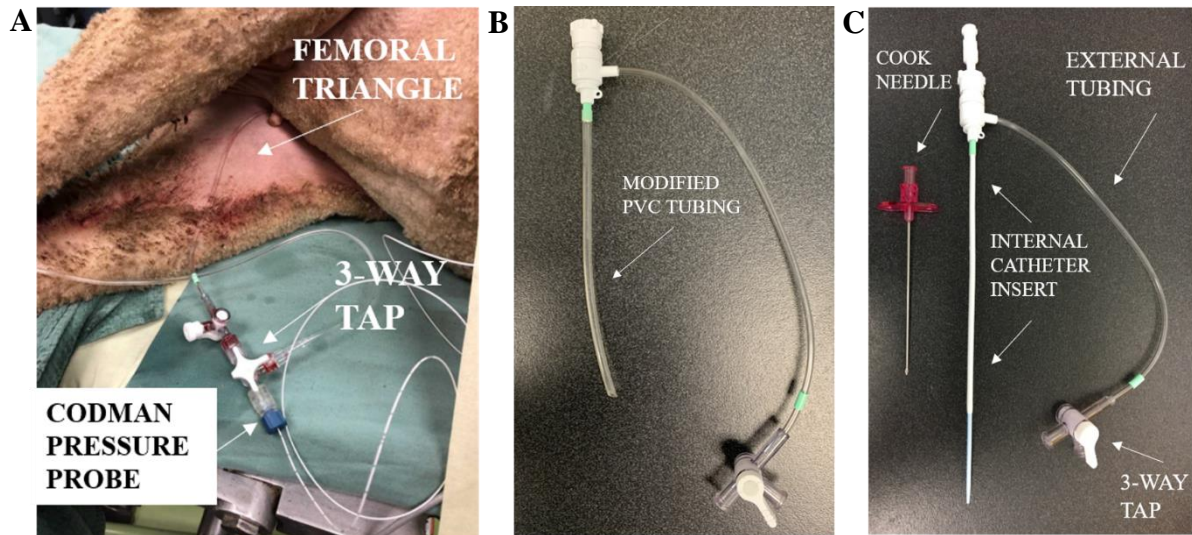 A
FEMORAL
TRIANGLE
3-WAY
TAP
CODMAN
PRESSURE
PROBE
B
MODIFIED
PVC TUBING
C
COOK
NEEDLE
EXTERNAL
TUBING
INTERNAL
CATHETER
INSERT
3-WAY
TAP